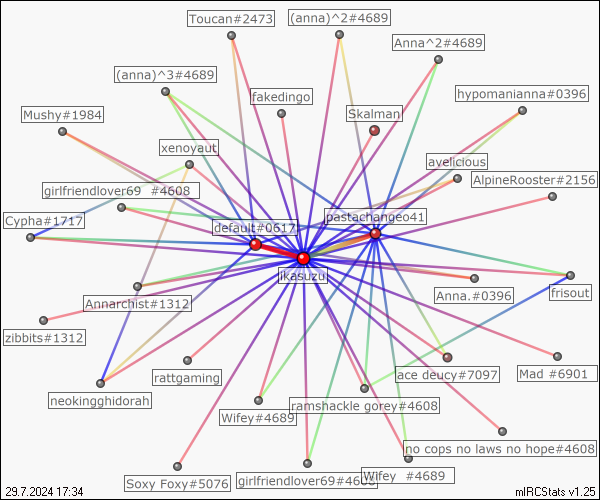 Toucan#2473
(anna)^2#4689
Anna^2#4689
(anna)^3#4689
hypomanianna#0396
fakedingo
Mushy#1984
Skalman
xenoyaut
avelicious
AlpineRooster#2156
girlfriendlover69 #4608
Cypha#1717
pastachangeo41
default#0617
ikasuzu
Annarchist#1312
Anna.#0396
frisout
zibbits#1312
rattgaming
ace deucy#7097
Mad #6901
neokingghidorah
Wifey#4689
ramshackle gorey#4608
no cops no laws no hope#4608
Soxy Foxy#5076
girlfriendlover69#4608
Wifey #4689
29.7.2024 17:34
mIRCStats v1.25